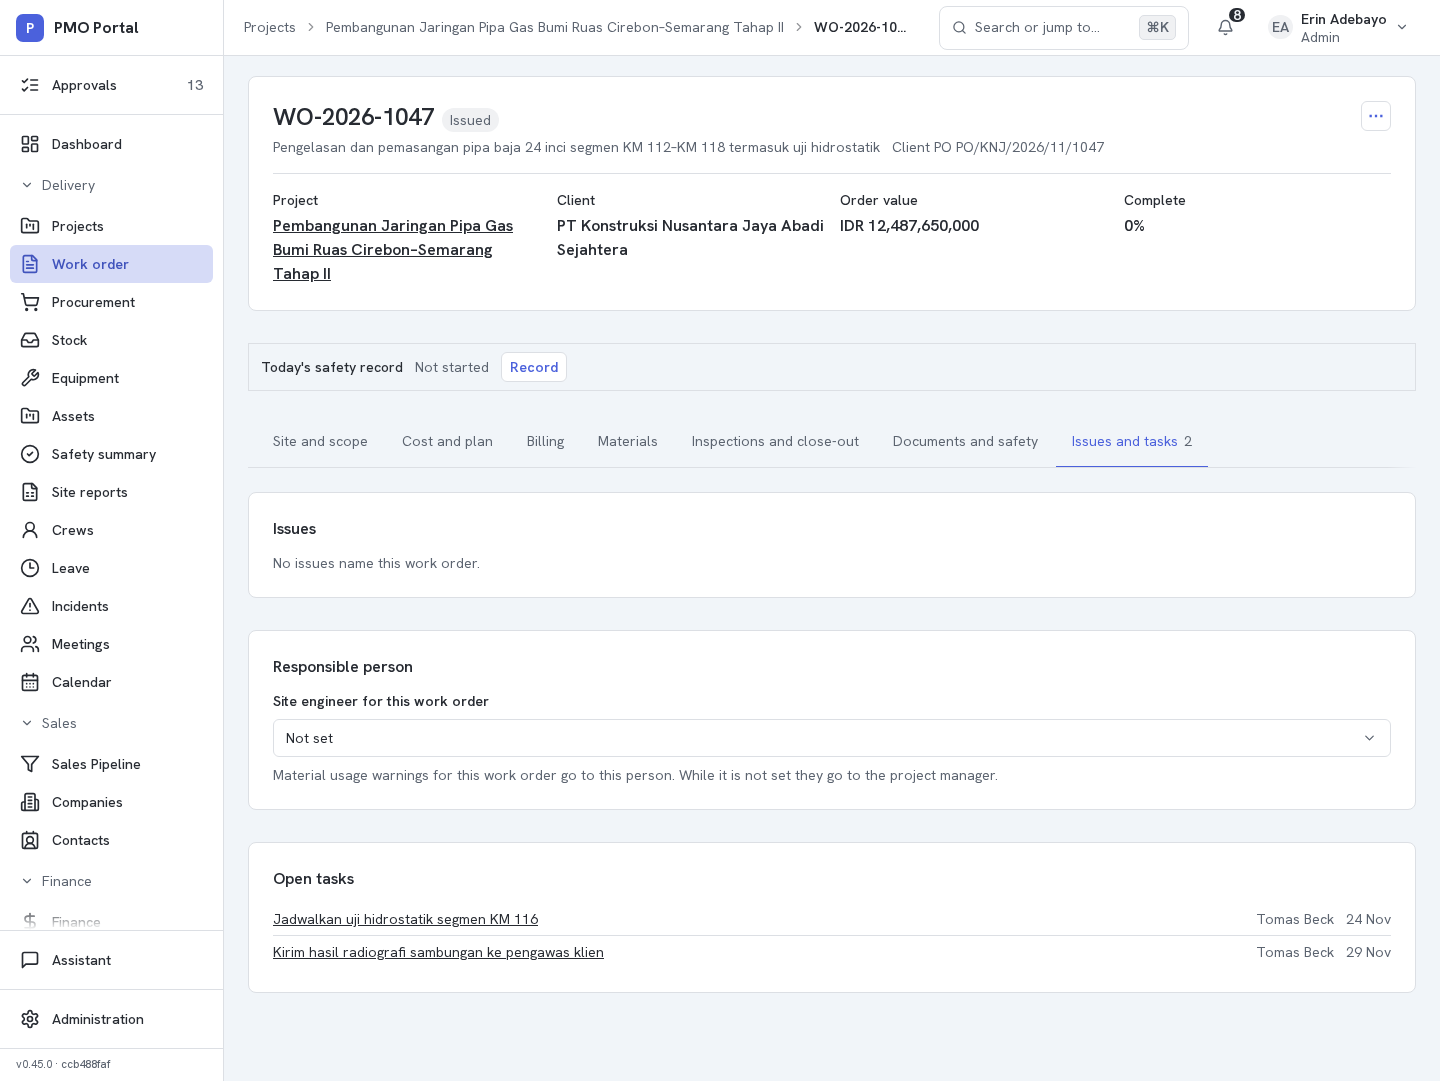 P PMO Portal
Projects > Pembangunan Jaringan Pipa Gas Bumi Ruas Cirebon–Semarang Tahap II > WO-2026-10...
Search or jump to...
⌘K
8
EA
Erin Adebayo
Admin
Approvals 13
Dashboard
Delivery
Projects
Work order
Procurement
Stock
Equipment
Assets
Safety summary
Site reports
Crews
Leave
Incidents
Meetings
Calendar
Sales
Sales Pipeline
Companies
Contacts
Finance
Finance
Assistant
Administration
v0.45.0 · ccb488faf
WO-2026-1047 Issued
Pengelasan dan pemasangan pipa baja 24 inci segmen KM 112–KM 118 termasuk uji hidrostatik Client PO PO/KNJ/2026/11/1047
Project
Pembangunan Jaringan Pipa Gas
Bumi Ruas Cirebon–Semarang
Tahap II
Client
PT Konstruksi Nusantara Jaya Abadi
Sejahtera
Order value
IDR 12,487,650,000
Complete
0%
Today's safety record Not started Record
Site and scope Cost and plan Billing Materials Inspections and close-out Documents and safety Issues and tasks 2
Issues
No issues name this work order.
Responsible person
Site engineer for this work order
Not set
Material usage warnings for this work order go to this person. While it is not set they go to the project manager.
Open tasks
Jadwalkan uji hidrostatik segmen KM 116 Tomas Beck 24 Nov
Kirim hasil radiografi sambungan ke pengawas klien Tomas Beck 29 Nov